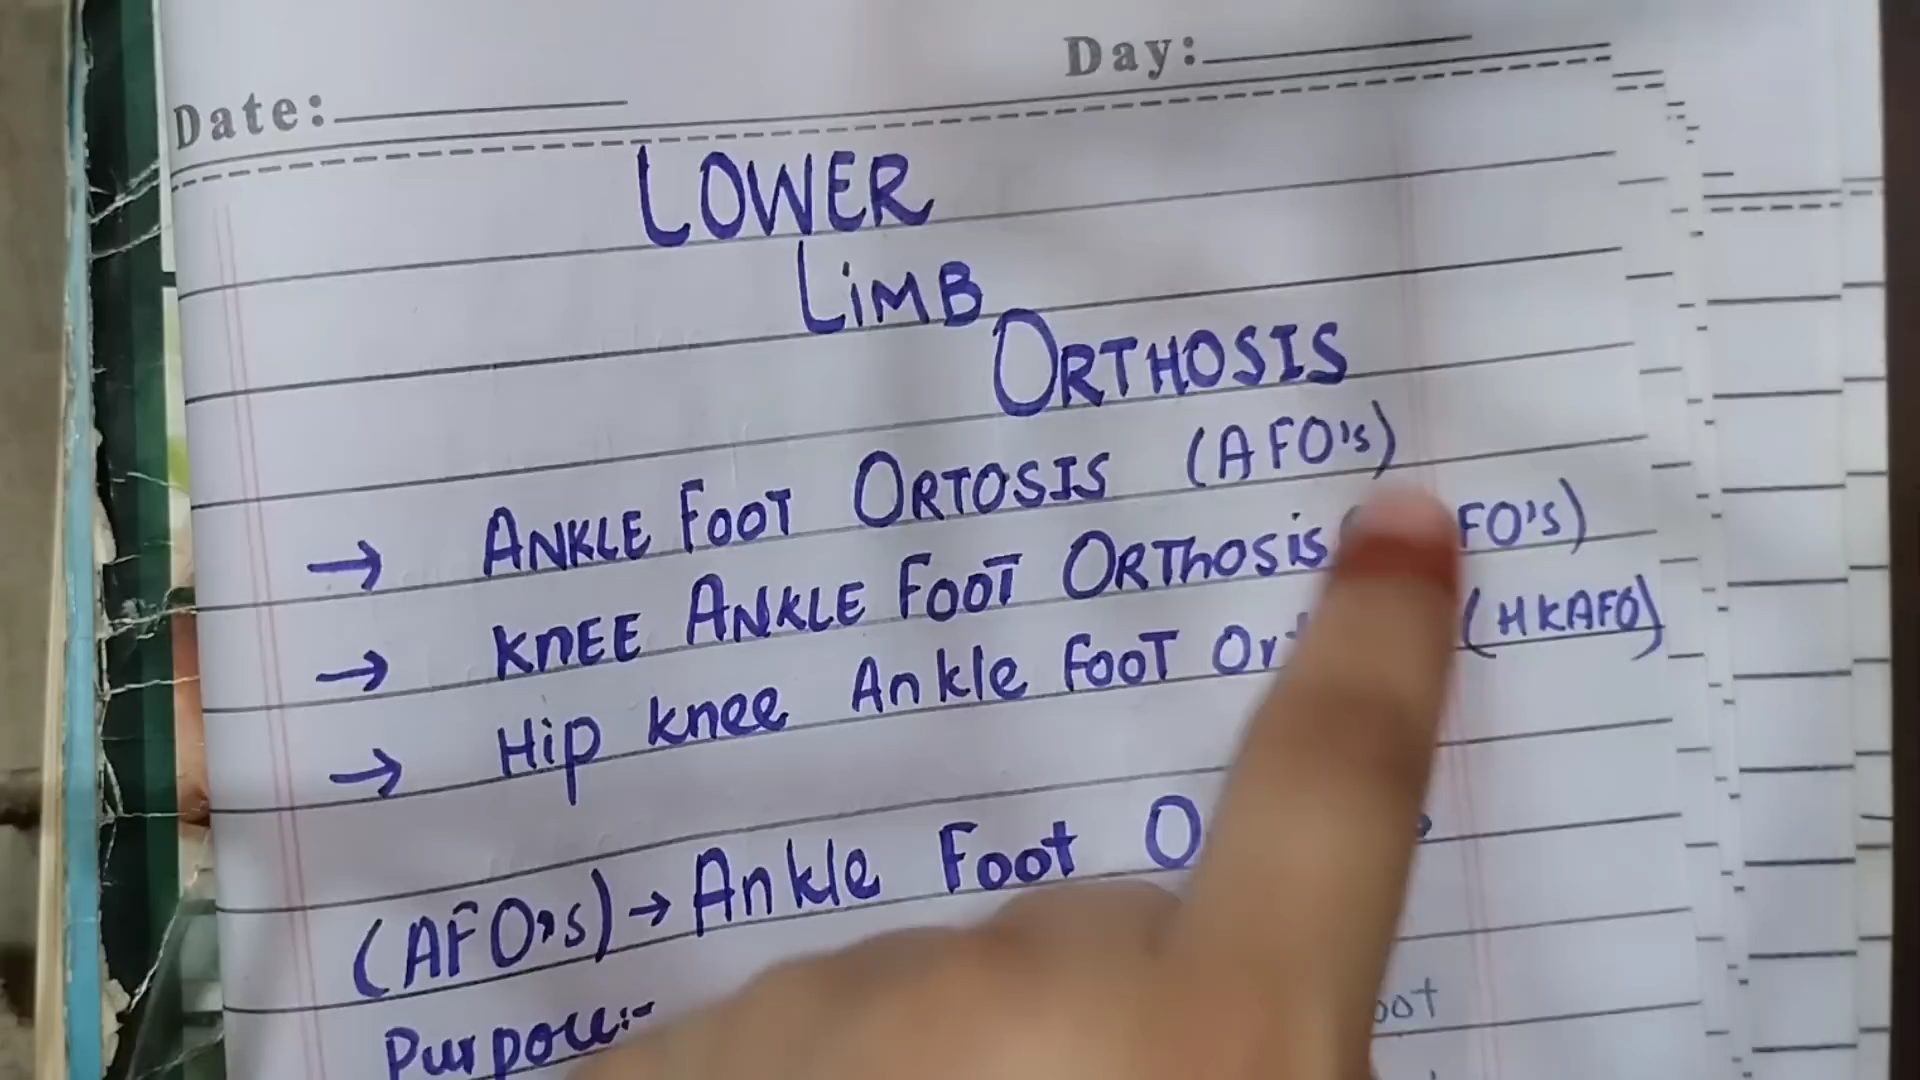 Date:
Day:
LOWER
LiMB
ORTHOSIS
→ ANKLE FOOT ORTOSIS (AFO's)
→ KNEE ANKLE FOOT ORThosis FO's)
→ Hip knee Ankle FOOT (HKAFO)
(AFO's) → Ankle Foot